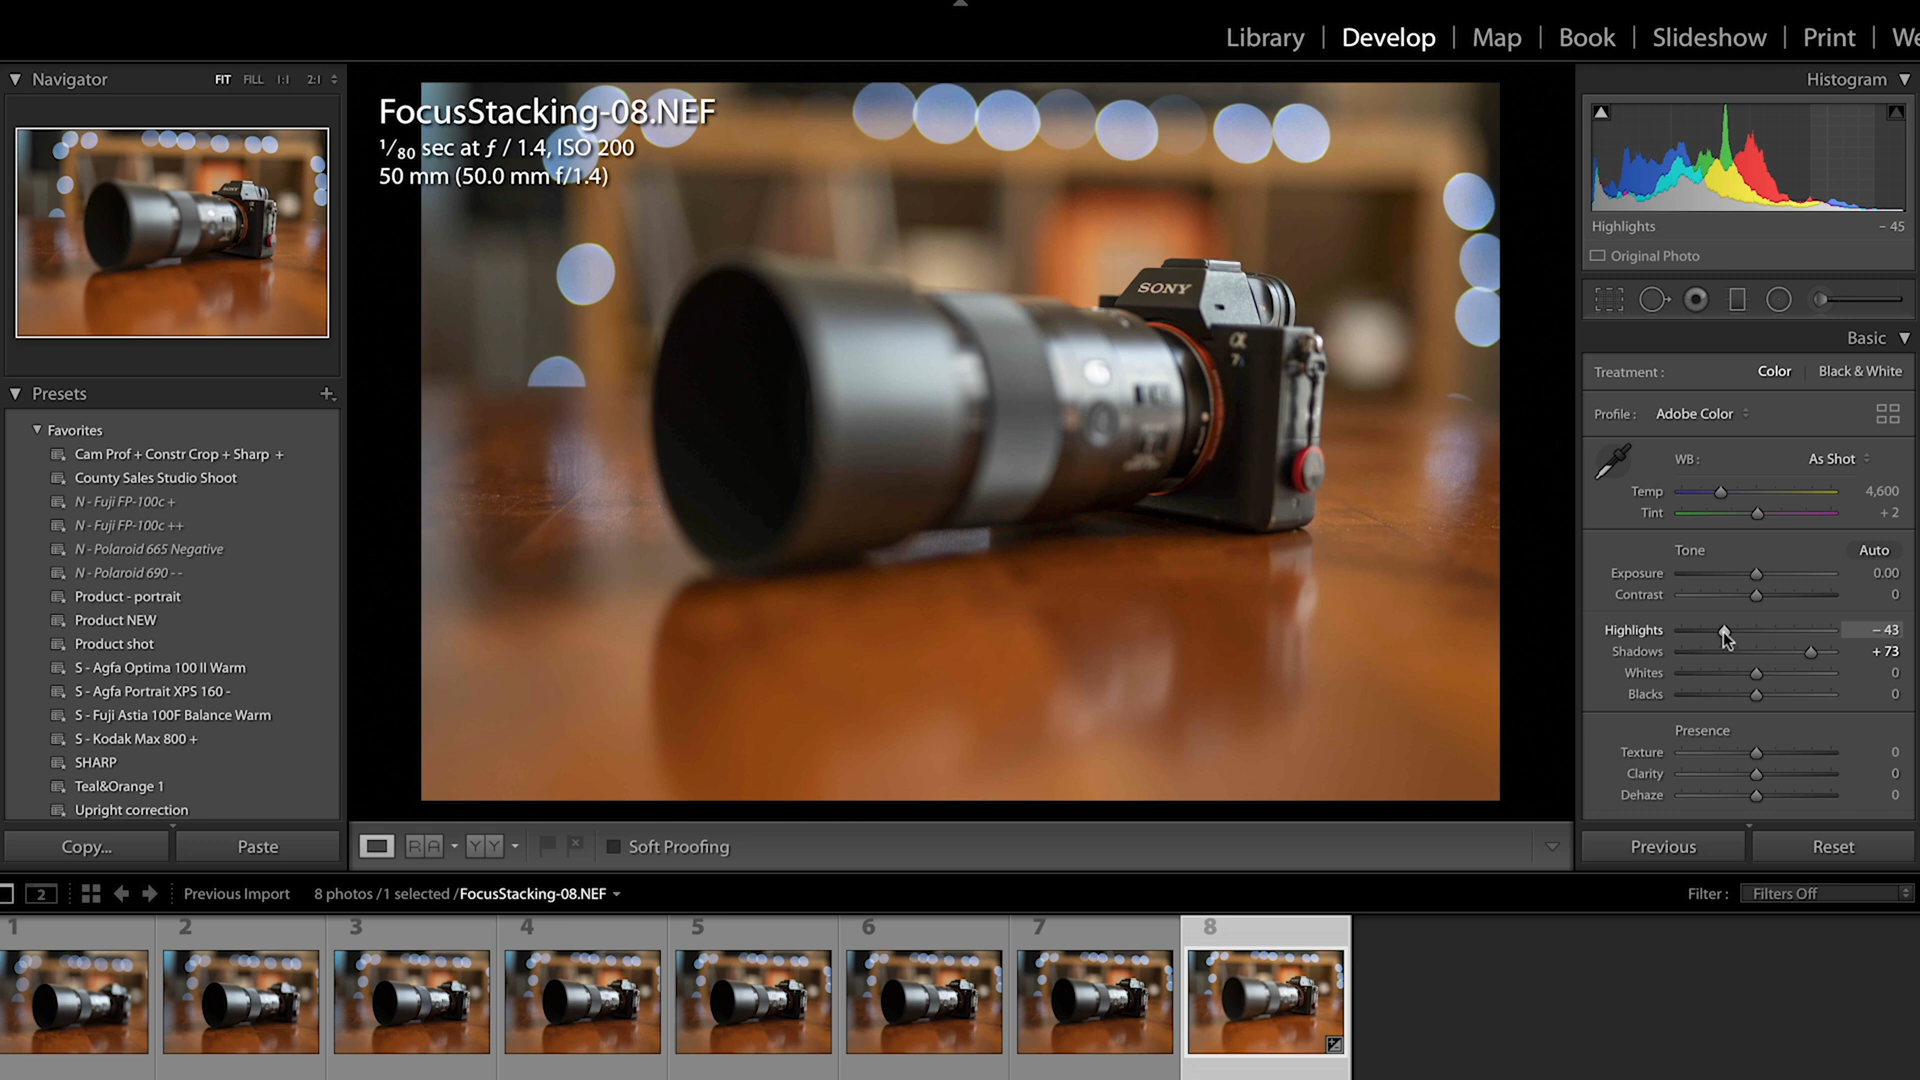 Library | Develop | Map | Book | Slideshow | Print | We
Navigator FIT FILL 1:1 2:1
FocusStacking-08.NEF
1/80 sec at ƒ / 1.4, ISO 200
50 mm (50.0 mm f/1.4)
SONY
α
7s
Presets
Favorites
Cam Prof + Constr Crop + Sharp +
County Sales Studio Shoot
N - Fuji FP-100c +
N - Fuji FP-100c ++
N - Polaroid 665 Negative
N - Polaroid 690 - -
Product - portrait
Product NEW
Product shot
S - Agfa Optima 100 II Warm
S - Agfa Portrait XPS 160 -
S - Fuji Astia 100F Balance Warm
S - Kodak Max 800 +
SHARP
Teal&Orange 1
Upright correction
Copy... Paste
Histogram
Highlights – 45
Original Photo
Basic
Treatment : Color | Black & White
Profile : Adobe Color
WB : As Shot
Temp 4,600
Tint + 2
Tone Auto
Exposure 0.00
Contrast 0
Highlights – 43
Shadows + 73
Whites 0
Blacks 0
Presence
Texture 0
Clarity 0
Dehaze 0
Previous Reset
R A Y Y Soft Proofing
2 Previous Import 8 photos / 1 selected / FocusStacking-08.NEF Filter : Filters Off
1 2 3 4 5 6 7 8